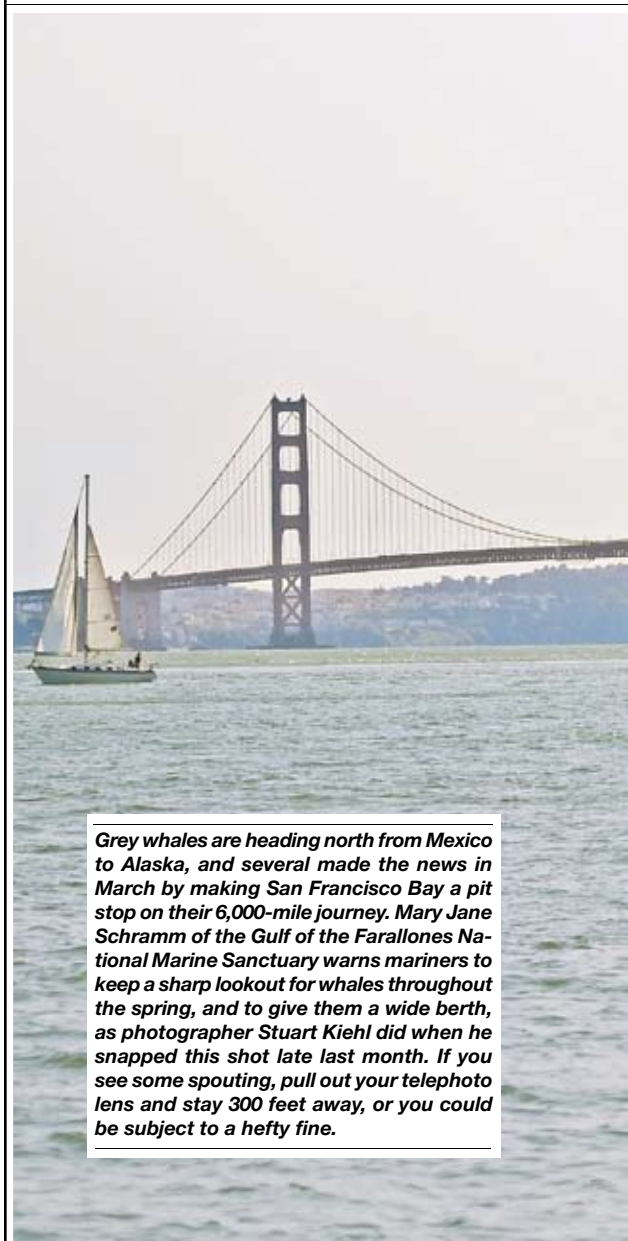 Grey whales are heading north from Mexico
to Alaska, and several made the news in
March by making San Francisco Bay a pit
stop on their 6,000-mile journey. Mary Jane
Schramm of the Gulf of the Farallones Na-
tional Marine Sanctuary warns mariners to
keep a sharp lookout for whales throughout
the spring, and to give them a wide berth,
as photographer Stuart Kiehl did when he
snapped this shot late last month. If you
see some spouting, pull out your telephoto
lens and stay 300 feet away, or you could
be subject to a hefty fine.